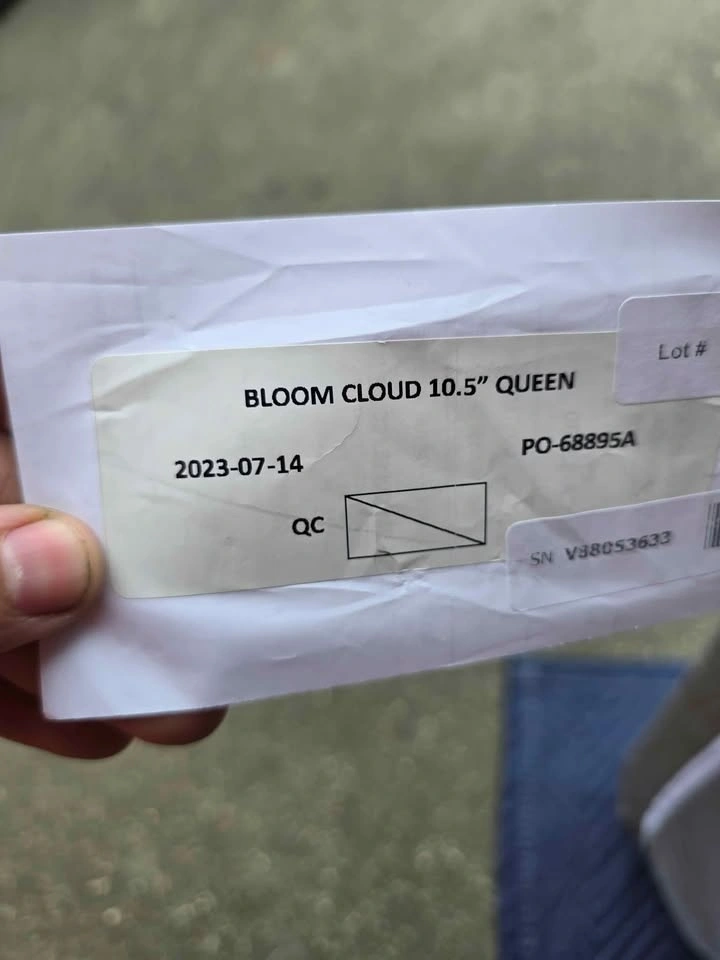 Lot #
BLOOM CLOUD 10.5” QUEEN
2023-07-14
PO-68895A
QC
SN V88053633